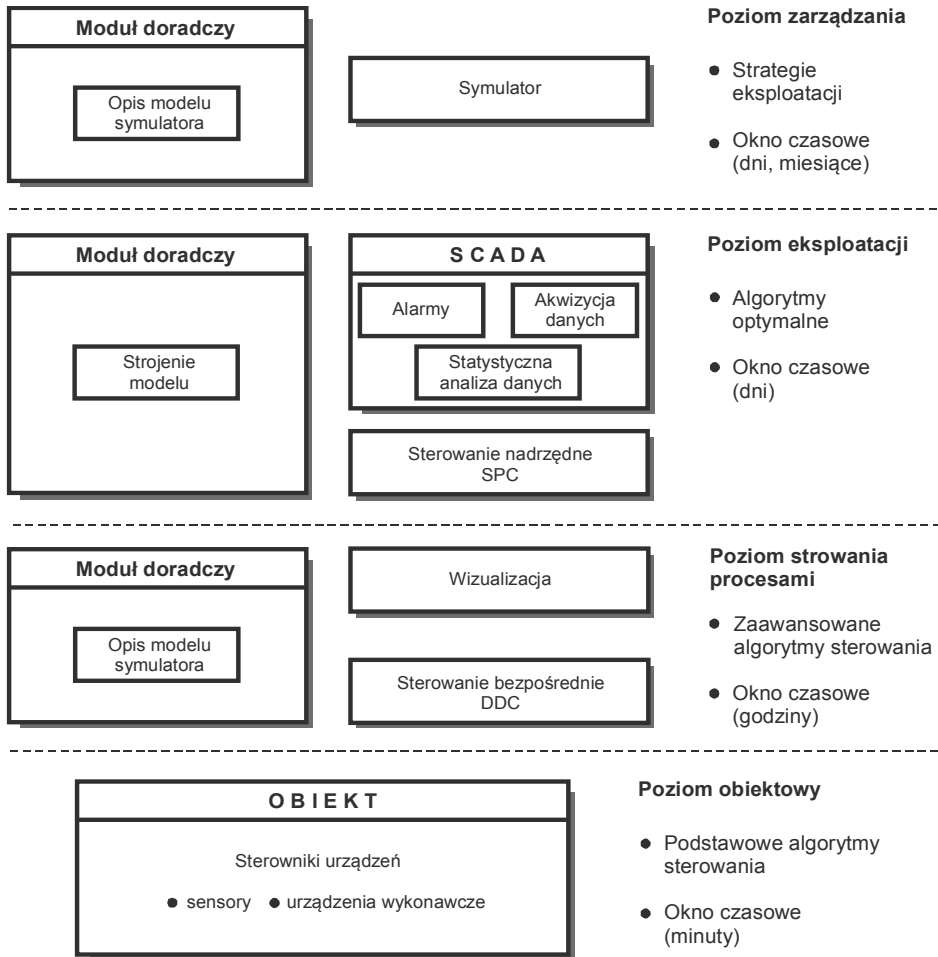 Moduł doradczy
Opis modelu
symulatora
Symulator
Poziom zarządzania
● Strategie
eksploatacji
● Okno czasowe
(dni, miesiące)
Moduł doradczy
Strojenie
modelu
S C A D A
Alarmy
Akwizycja
danych
Statystyczna
analiza danych
Sterowanie nadrzędne
SPC
Poziom eksploatacji
● Algorytmy
optymalne
● Okno czasowe
(dni)
Moduł doradczy
Opis modelu
symulatora
Wizualizacja
Sterowanie bezpośrednie
DDC
Poziom strowania
procesami
● Zaawansowane
algorytmy sterowania
● Okno czasowe
(godziny)
O B I E K T
Sterowniki urządzeń
● sensory ● urządzenia wykonawcze
Poziom obiektowy
● Podstawowe algorytmy
sterowania
● Okno czasowe
(minuty)